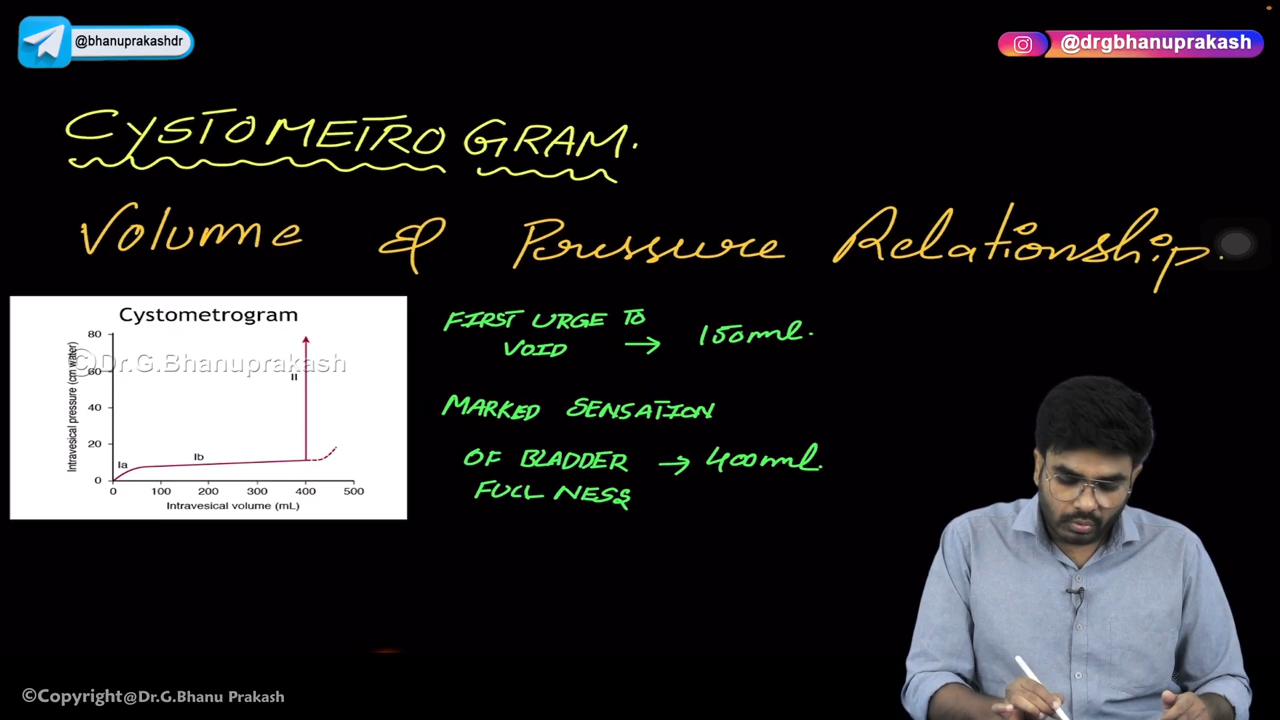 @bhanuprakashdr
@drgbhanuprakash
CYSTOMETROGRAM.
Volume & Pressure Relationship.
Cystometrogram
80
60
40
20
0
Intravesical pressure (cm water)
©Dr.G.Bhanuprakash
II
Ia
Ib
0 100 200 300 400 500
Intravesical volume (mL)
FIRST URGE TO
VOID → 150ml.
MARKED SENSATION
OF BLADDER → 400ml.
FULLNESS
©Copyright@Dr.G.Bhanu Prakash